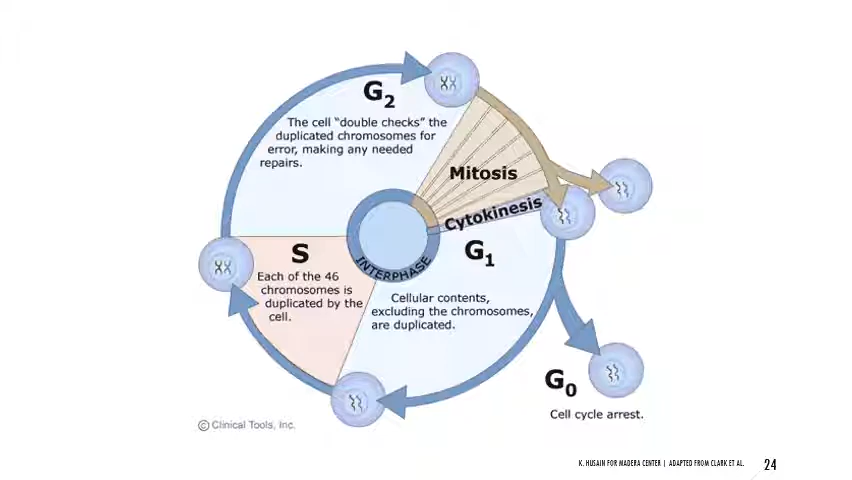 G2
The cell “double checks” the
duplicated chromosomes for
error, making any needed
repairs.
Mitosis
Cytokinesis
S
Each of the 46
chromosomes is
duplicated by the
cell.
INTERPHASE
G1
Cellular contents,
excluding the chromosomes,
are duplicated.
G0
Cell cycle arrest.
© Clinical Tools, Inc.
K. HUSAIN FOR MADERA CENTER | ADAPTED FROM CLARK ET AL.
24